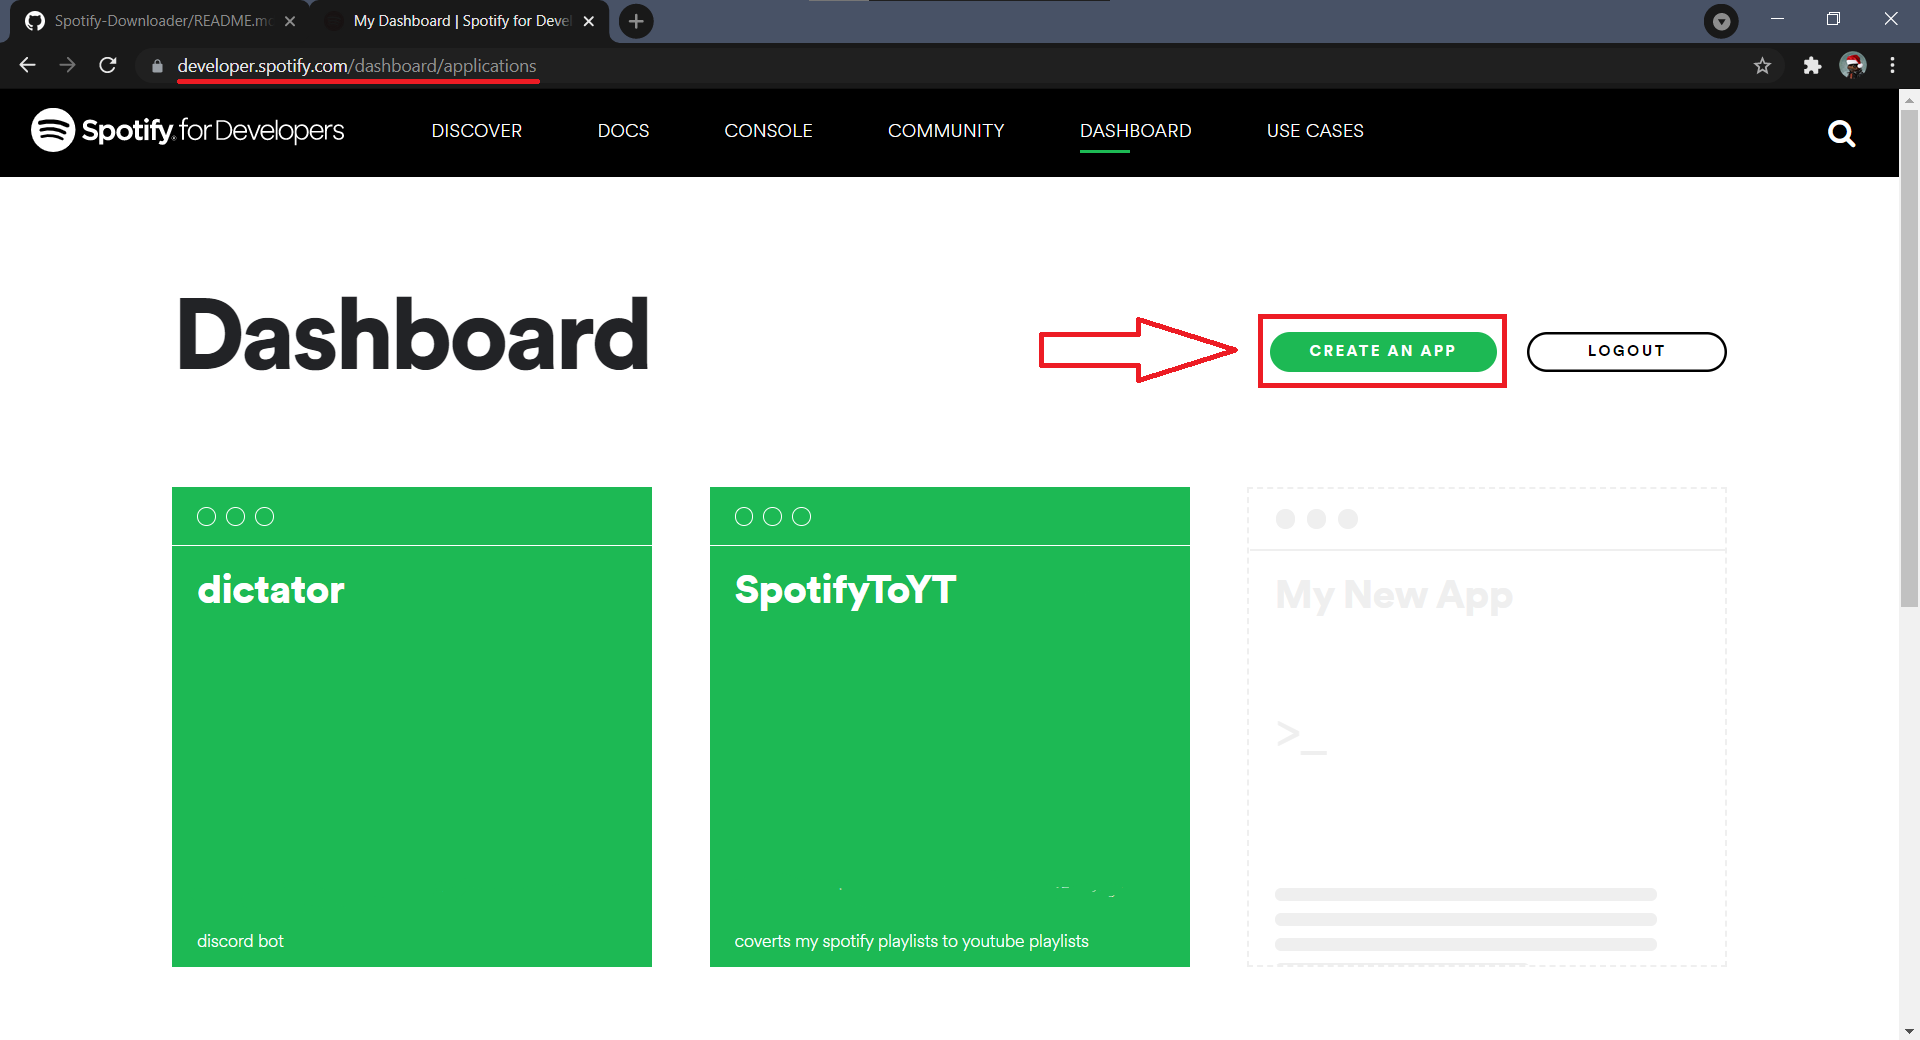 Spotify-Downloader/README.md
My Dashboard | Spotify for Devel
developer.spotify.com/dashboard/applications
Spotify for Developers
DISCOVER
DOCS
CONSOLE
COMMUNITY
DASHBOARD
USE CASES
Dashboard
CREATE AN APP
LOGOUT
dictator
SpotifyToYT
My New App
>_
discord bot
coverts my spotify playlists to youtube playlists